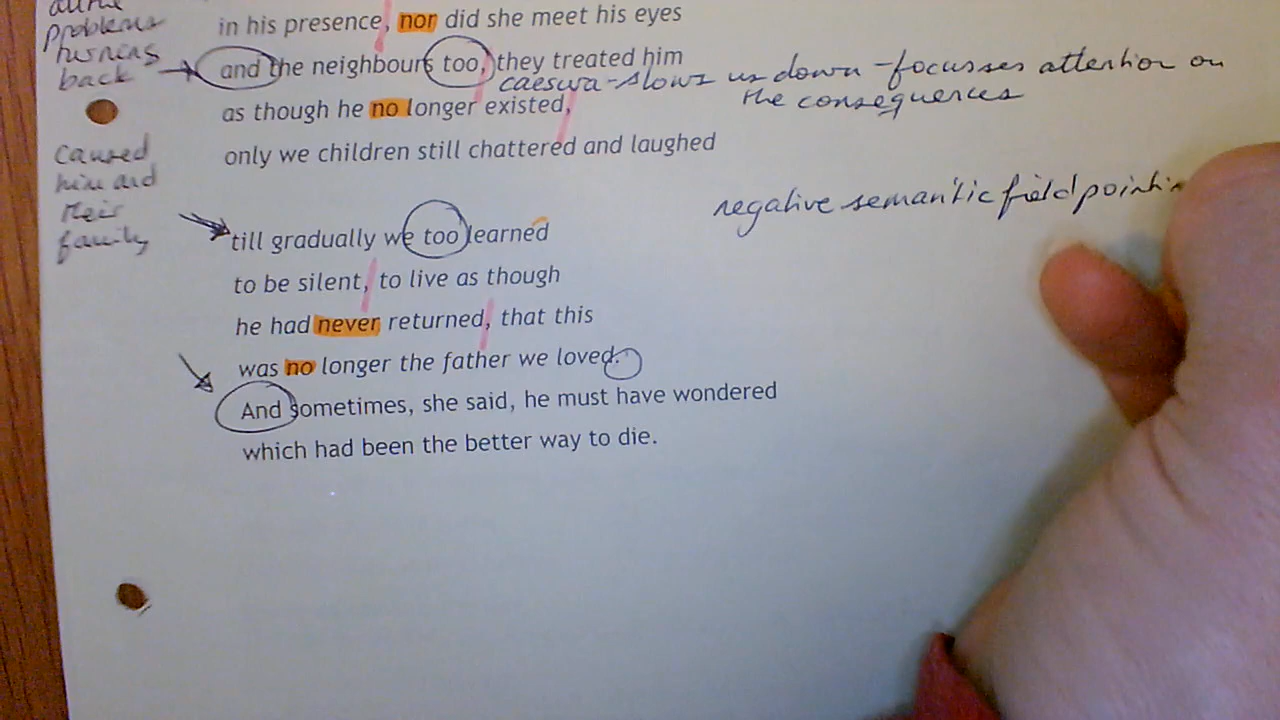 problems
in his presence, nor did she meet his eyes
turning
back
and the neighbours too, they treated him
caesura-slows us down-focusses attention on
the consequences
as though he no longer existed,
only we children still chattered and laughed
caused
him and
their
family
negative semantic field
till gradually we too learned
to be silent, to live as though
he had never returned, that this
was no longer the father we loved.
And sometimes, she said, he must have wondered
which had been the better way to die.